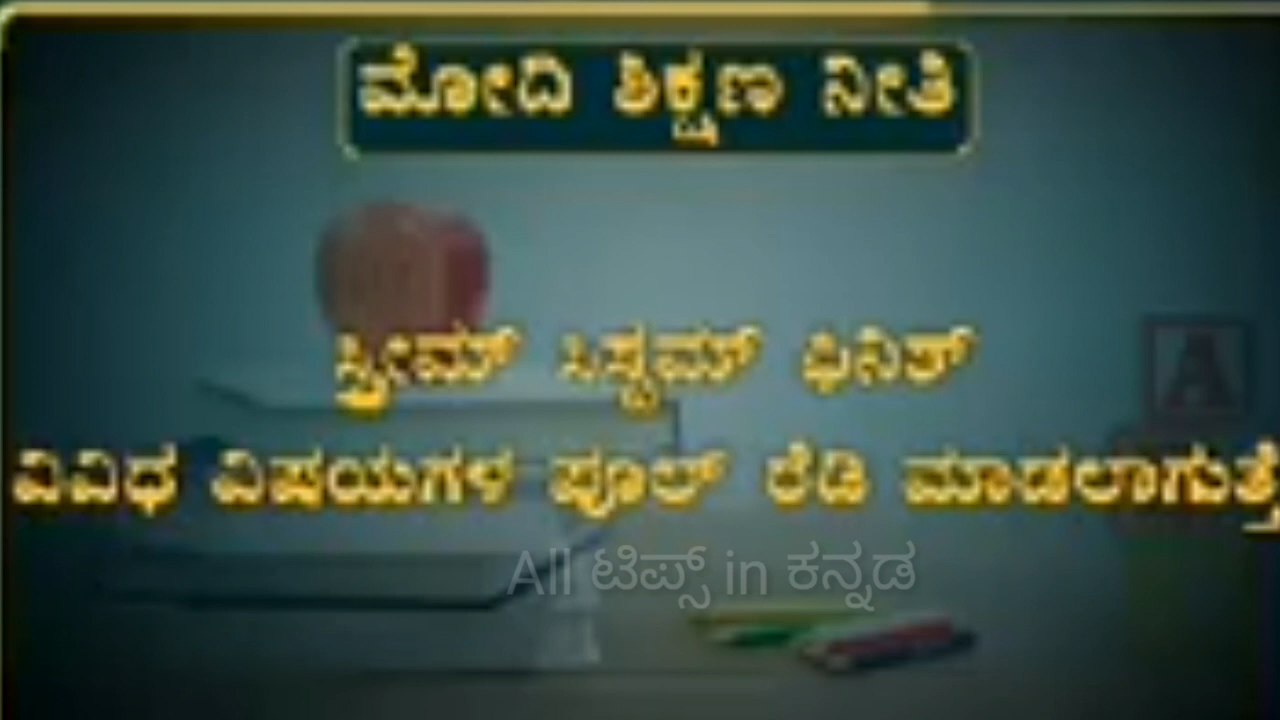 ಮೋದಿ ಶಿಕ್ಷಣ ನೀತಿ
ಸ್ಟ್ರೀಮ್ ಸಿಸ್ಟಮ್ ಫಿನಿಶ್
ವಿವಿಧ ವಿಷಯಗಳ ಪೂಲ್ ರೆಡಿ ಮಾಡಲಾಗುತ್ತೆ
All ಟಿಪ್ಸ್ in ಕನ್ನಡ